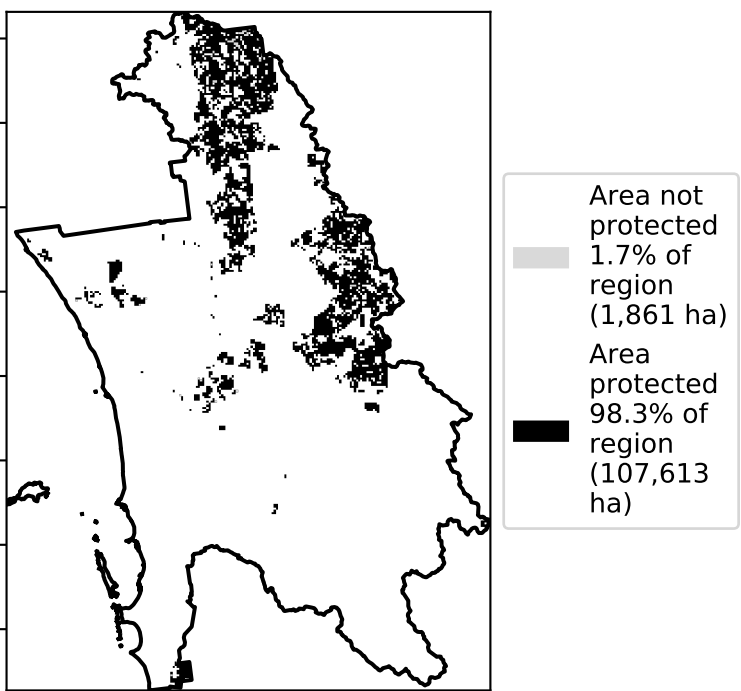 Area not
protected
1.7% of
region
(1,861 ha)
Area
protected
98.3% of
region
(107,613
ha)